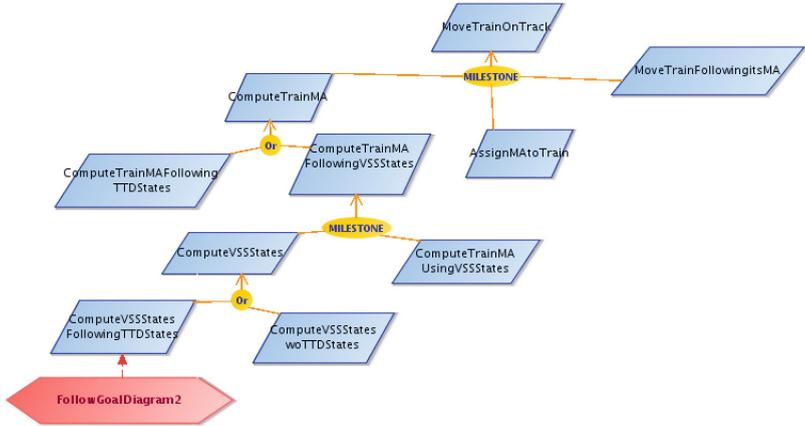 MoveTrainOnTrack
MILESTONE
MoveTrainFollowingitsMA
ComputeTrainMA
AssignMAtoTrain
Or
ComputeTrainMAFollowing
TTDStates
ComputeTrainMA
FollowingVSSStates
MILESTONE
ComputeVSSStates
ComputeTrainMA
UsingVSSStates
Or
ComputeVSSStates
FollowingTTDStates
ComputeVSSStates
woTTDStates
FollowGoalDiagram2